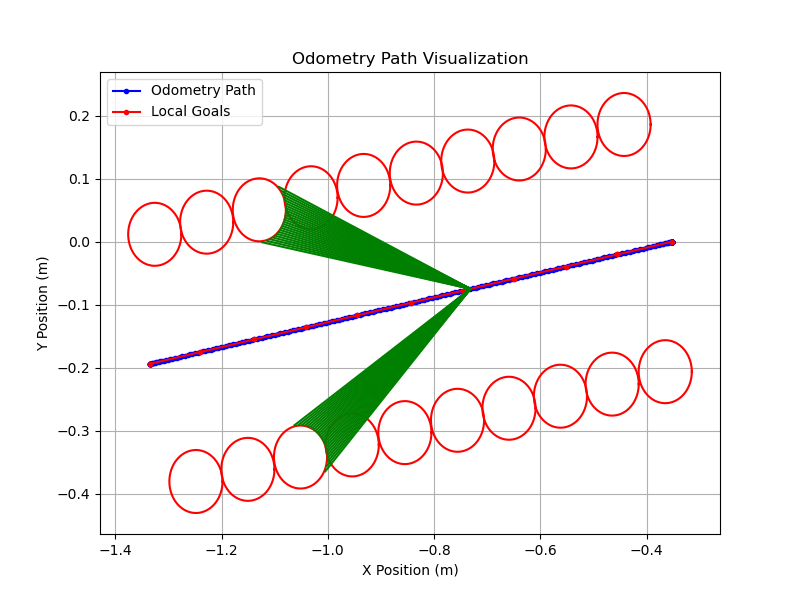 Odometry Path Visualization
Odometry Path
Local Goals
Y Position (m)
0.2
0.1
0.0
−0.1
−0.2
−0.3
−0.4
−1.4 −1.2 −1.0 −0.8 −0.6 −0.4
X Position (m)